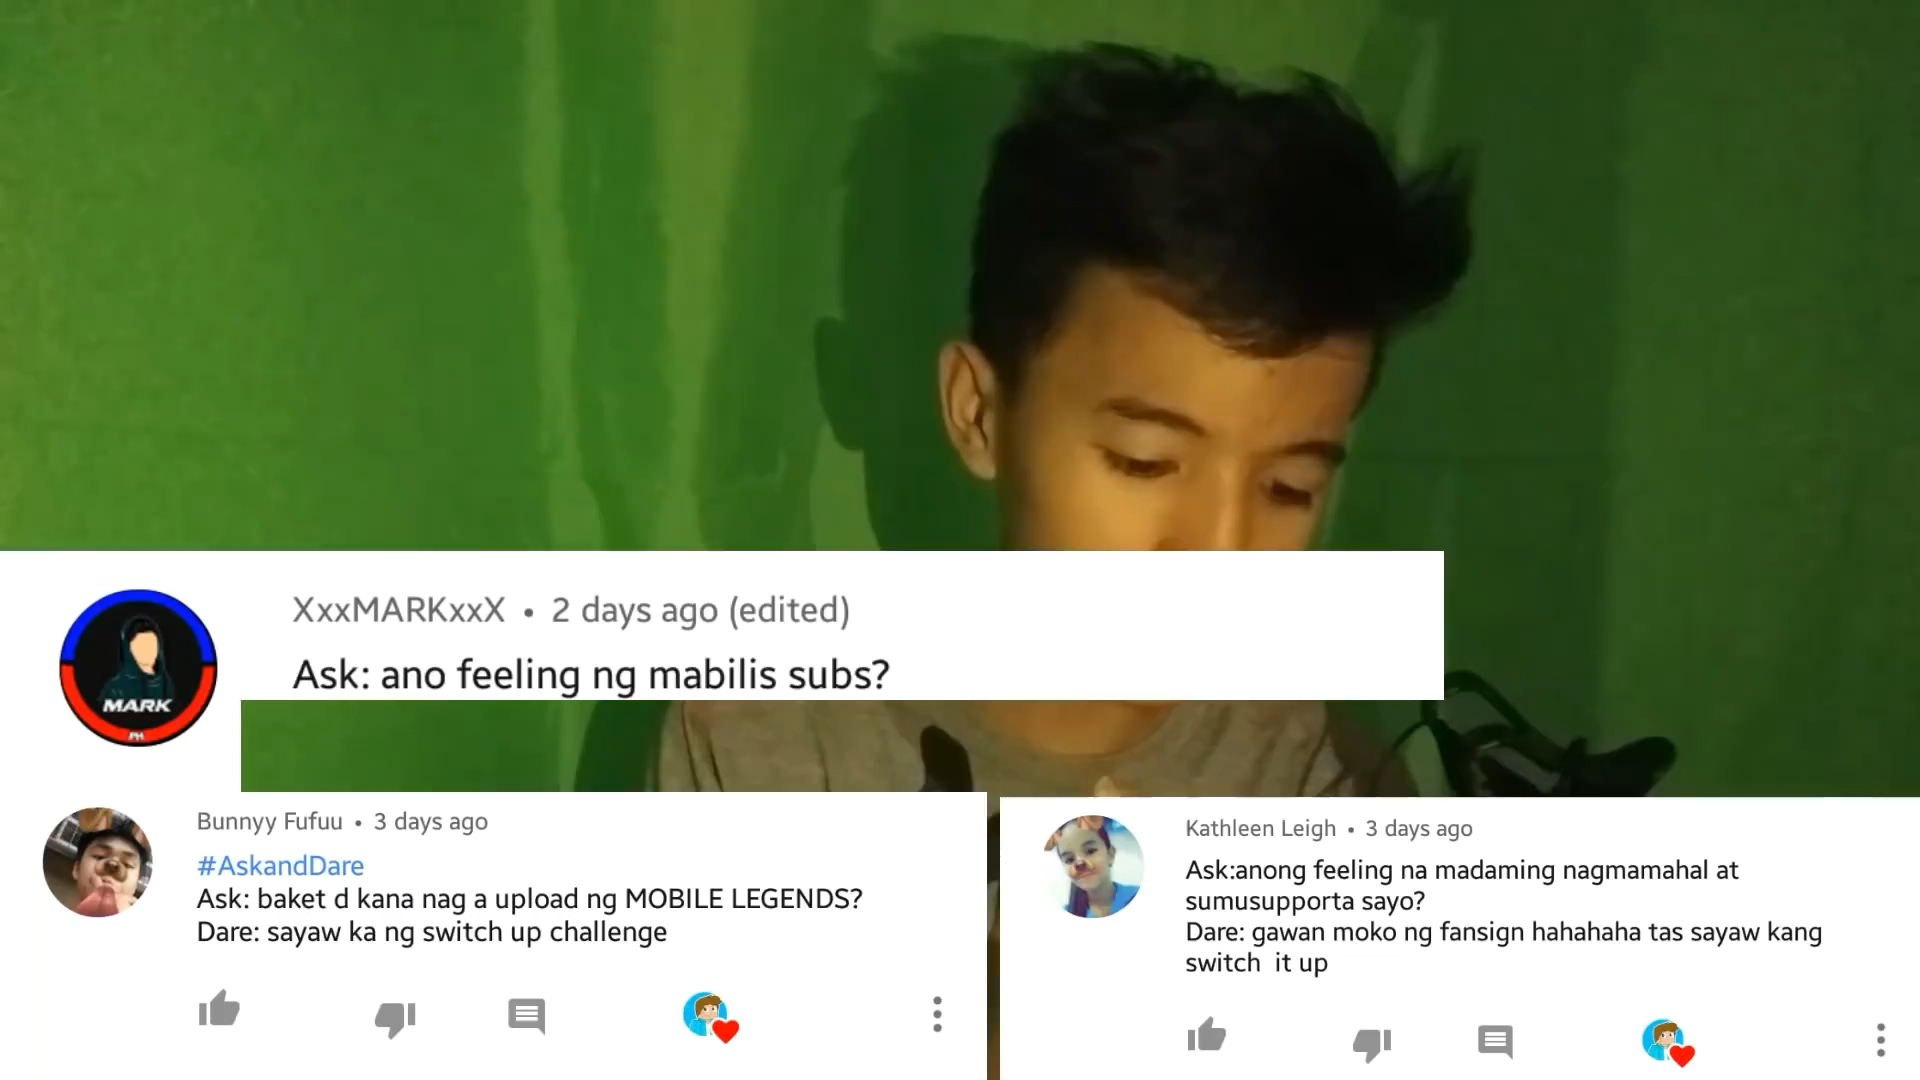 XxxMARKxxX • 2 days ago (edited)
Ask: ano feeling ng mabilis subs?
MARK
PH
Bunnyy Fufuu • 3 days ago
#AskandDare
Ask: baket d kana nag a upload ng MOBILE LEGENDS?
Dare: sayaw ka ng switch up challenge
Kathleen Leigh • 3 days ago
Ask:anong feeling na madaming nagmamahal at
sumusupporta sayo?
Dare: gawan moko ng fansign hahahaha tas sayaw kang
switch it up